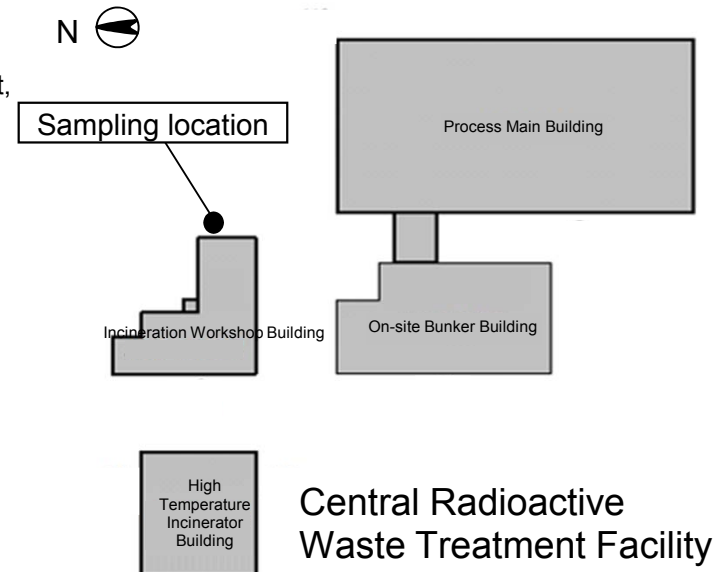 N
t,
Sampling location
Process Main Building
Incineration Workshop Building
On-site Bunker Building
High
Temperature
Incinerator
Building
Central Radioactive
Waste Treatment Facility